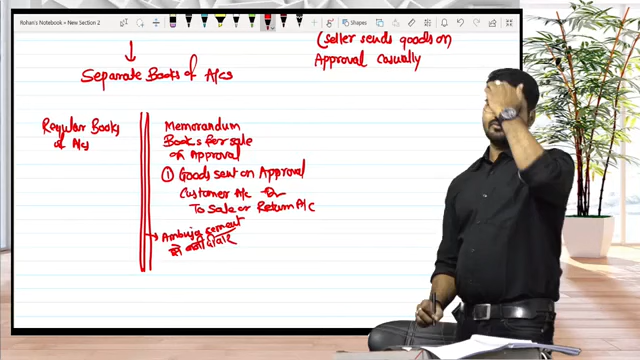 Rohan's Notebook » New Section 2
Shapes
(seller sends goods on
Approval casually
Separate Books of A/cs
Regular Books
of A/cs
Memorandum
Books for sale
on Approval
① Goods sent on Approval
Customer A/c Dr
To Sale or Return A/C
Ambuja cement
से बनी दीवार